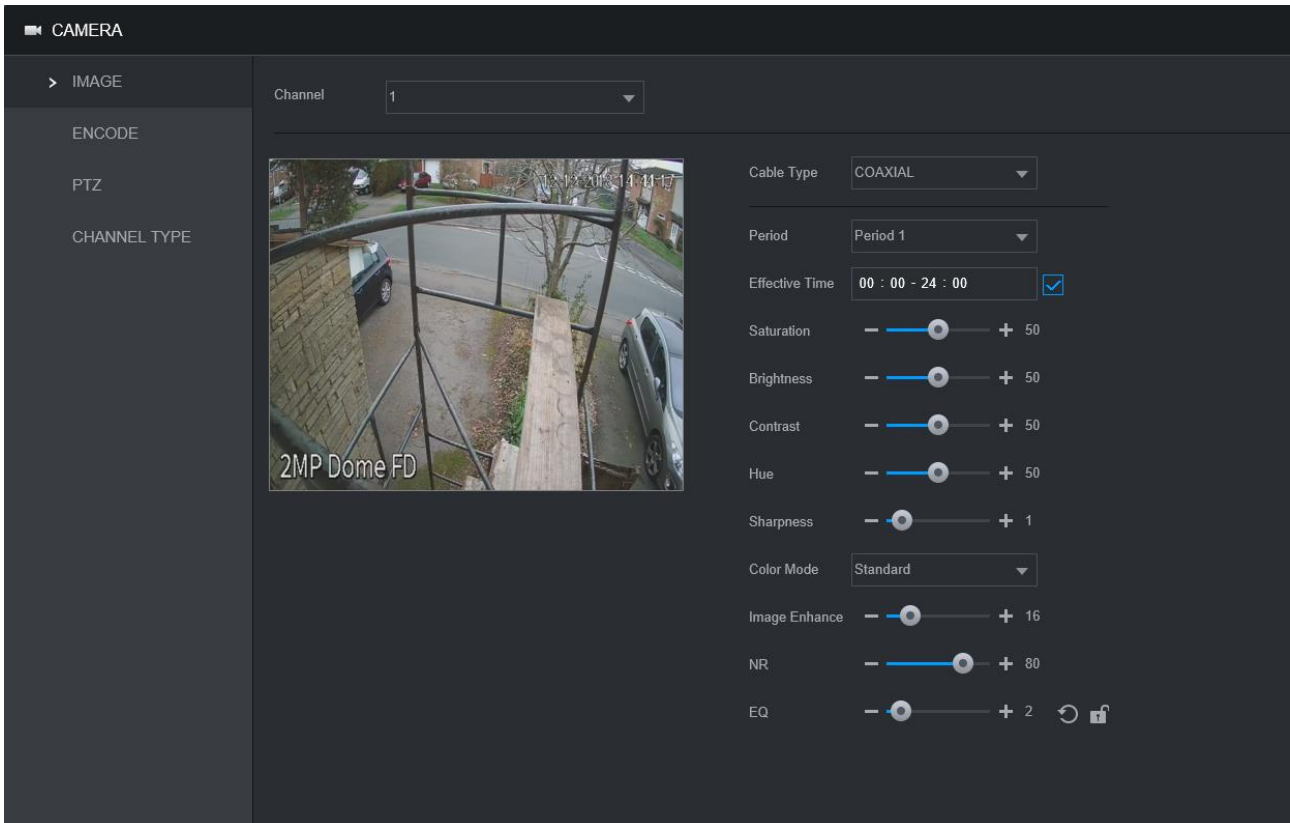 CAMERA
IMAGE
ENCODE
PTZ
CHANNEL TYPE
Channel 1
2MP Dome FD
Cable Type COAXIAL
Period Period 1
Effective Time 00 : 00 - 24 : 00
Saturation 50
Brightness 50
Contrast 50
Hue 50
Sharpness 1
Color Mode Standard
Image Enhance 16
NR 80
EQ 2